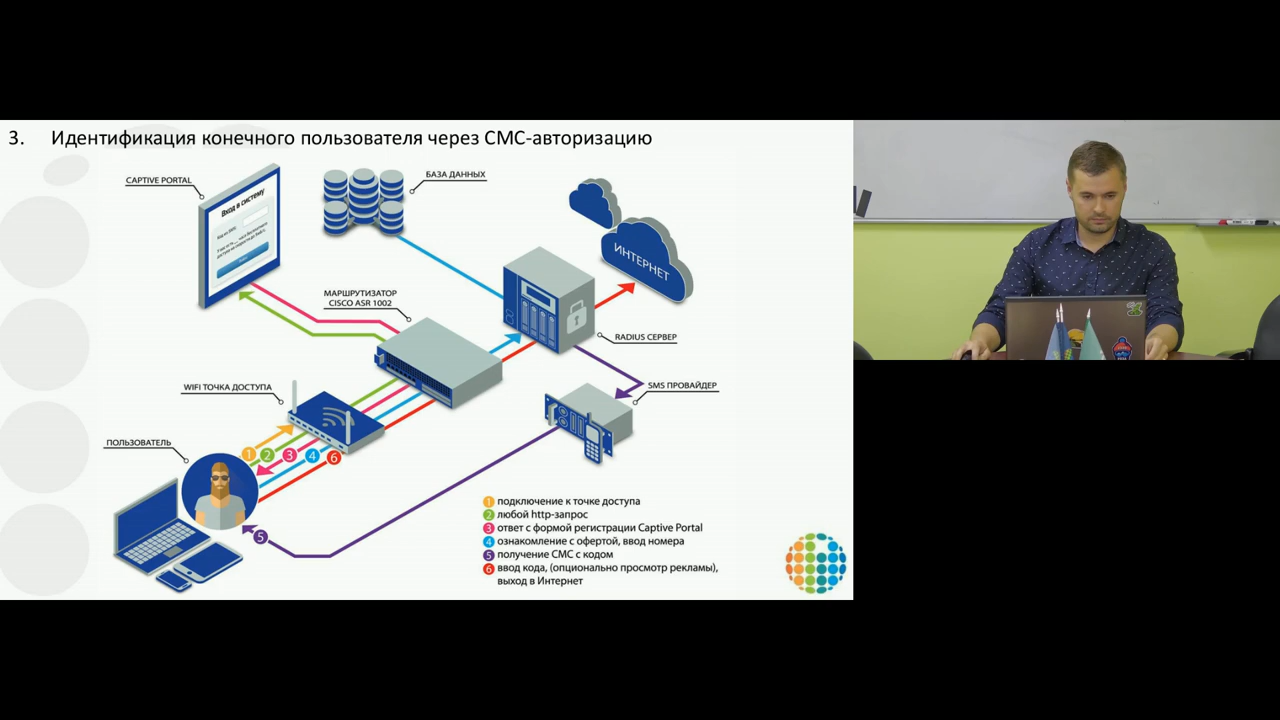 3. Идентификация конечного пользователя через СМС-авторизацию
CAPTIVE PORTAL
БАЗА ДАННЫХ
Вход в систему
ИНТЕРНЕТ
МАРШРУТИЗАТОР
CISCO ASR 1002
RADIUS СЕРВЕР
WIFI ТОЧКА ДОСТУПА
SMS ПРОВАЙДЕР
ПОЛЬЗОВАТЕЛЬ
1 2 3 4 6
5
1 подключение к точке доступа
2 любой http-запрос
3 ответ с формой регистрации Captive Portal
4 ознакомление с офертой, ввод номера
5 получение СМС с кодом
6 ввод кода, (опционально просмотр рекламы),
выход в Интернет